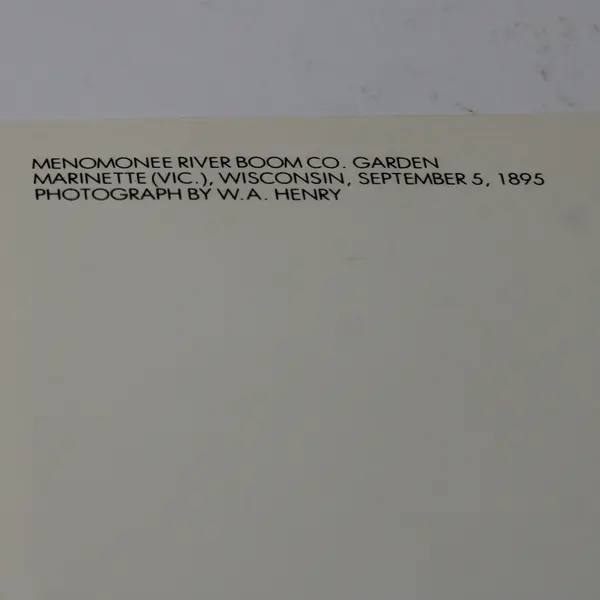 MENOMONEE RIVER BOOM CO. GARDEN
MARINETTE (VIC.), WISCONSIN, SEPTEMBER 5, 1895
PHOTOGRAPH BY W.A. HENRY